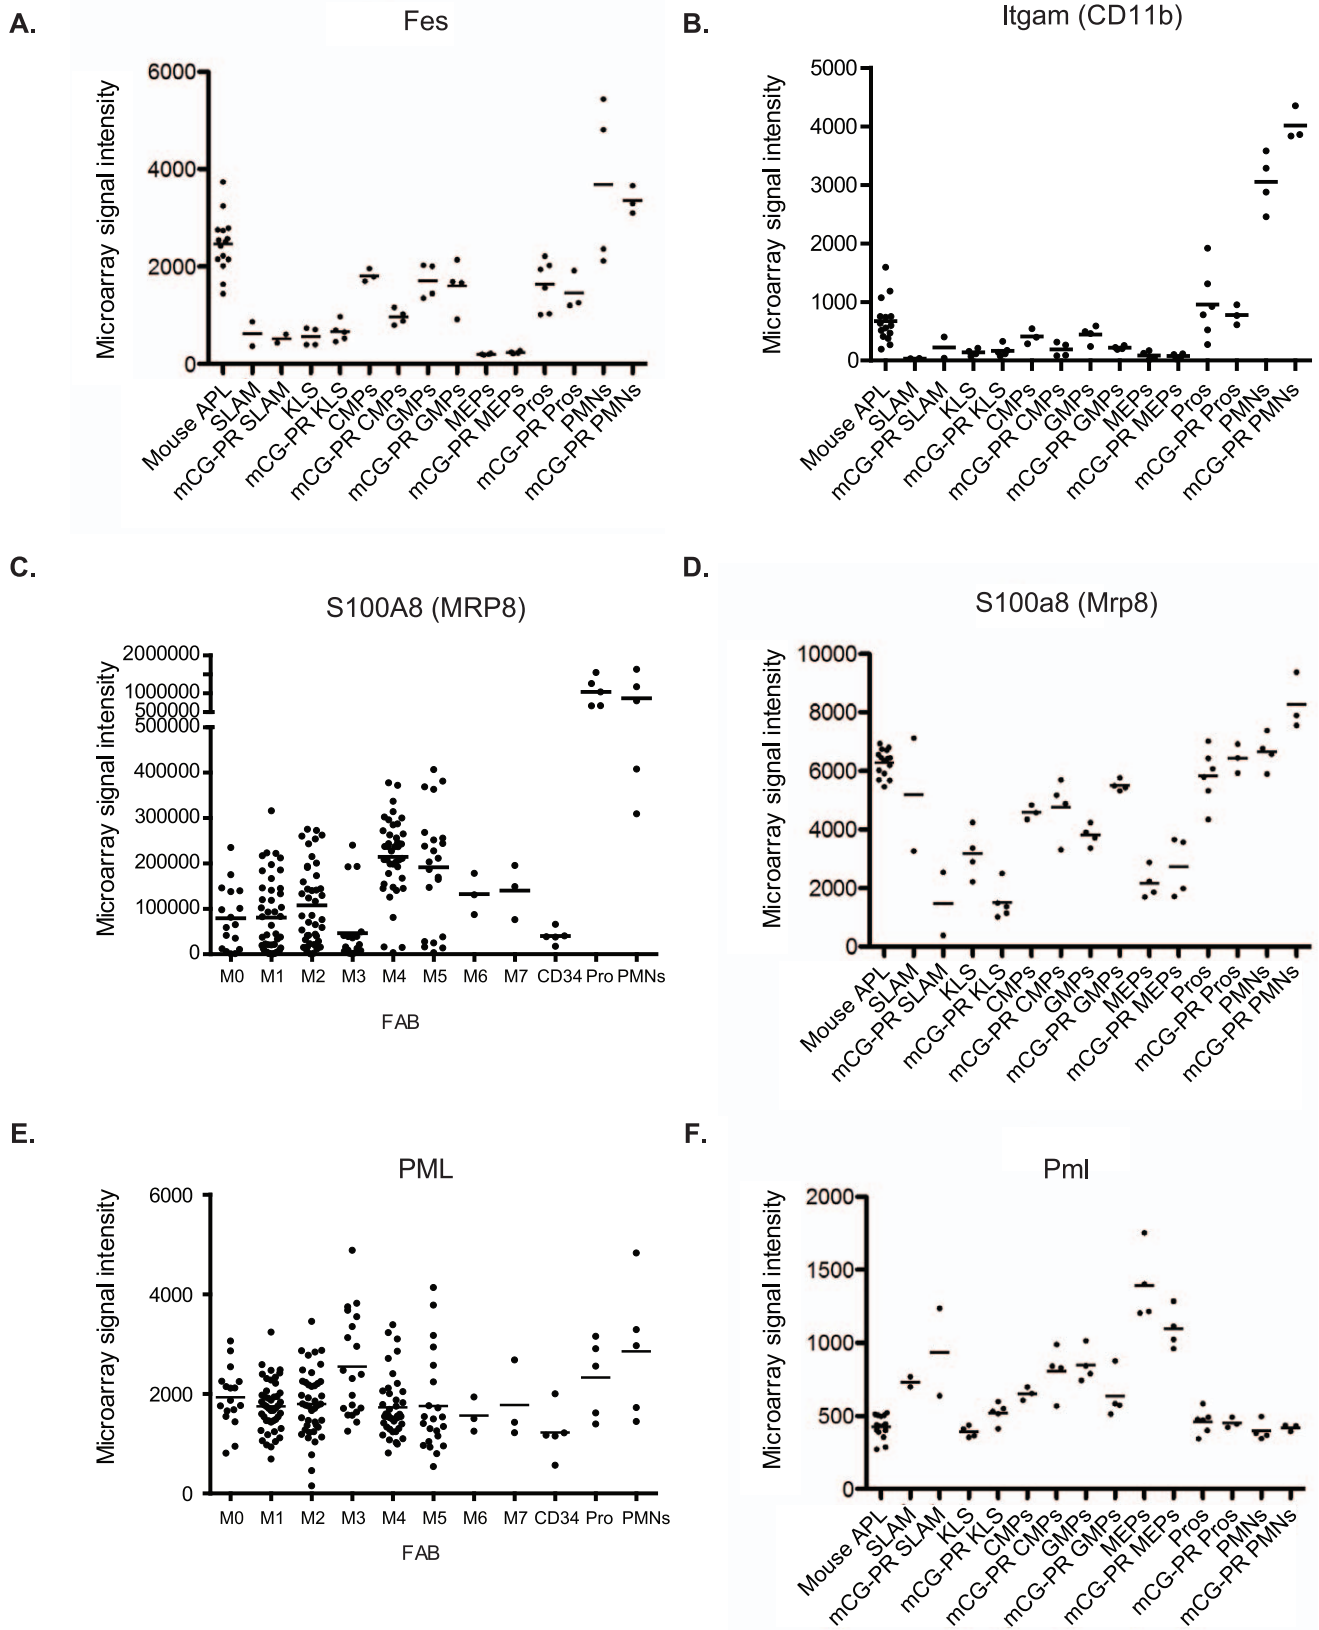 A.
Fes
Microarray signal intensity
6000
4000
2000
0
Mouse APL
SLAM
mCG-PR SLAM
KLS
mCG-PR KLS
CMPs
mCG-PR CMPs
GMPs
mCG-PR GMPs
MEPs
mCG-PR MEPs
Pros
mCG-PR Pros
PMNs
mCG-PR PMNs
B.
Itgam (CD11b)
Microarray signal intensity
5000
4000
3000
2000
1000
0
Mouse APL
SLAM
mCG-PR SLAM
KLS
mCG-PR KLS
CMPs
mCG-PR CMPs
GMPs
mCG-PR GMPs
MEPs
mCG-PR MEPs
Pros
mCG-PR Pros
PMNs
mCG-PR PMNs
C.
S100A8 (MRP8)
Microarray signal intensity
2000000
1000000
500000
500000
400000
300000
200000
100000
0
M0 M1 M2 M3 M4 M5 M6 M7 CD34 Pro PMNs
FAB
D.
S100a8 (Mrp8)
Microarray signal intensity
10000
8000
6000
4000
2000
0
Mouse APL
SLAM
mCG-PR SLAM
KLS
mCG-PR KLS
CMPs
mCG-PR CMPs
GMPs
mCG-PR GMPs
MEPs
mCG-PR MEPs
Pros
mCG-PR Pros
PMNs
mCG-PR PMNs
E.
PML
Microarray signal intensity
6000
4000
2000
0
M0 M1 M2 M3 M4 M5 M6 M7 CD34 Pro PMNs
FAB
F.
Pml
Microarray signal intensity
2000
1500
1000
500
0
Mouse APL
SLAM
mCG-PR SLAM
KLS
mCG-PR KLS
CMPs
mCG-PR CMPs
GMPs
mCG-PR GMPs
MEPs
mCG-PR MEPs
Pros
mCG-PR Pros
PMNs
mCG-PR PMNs